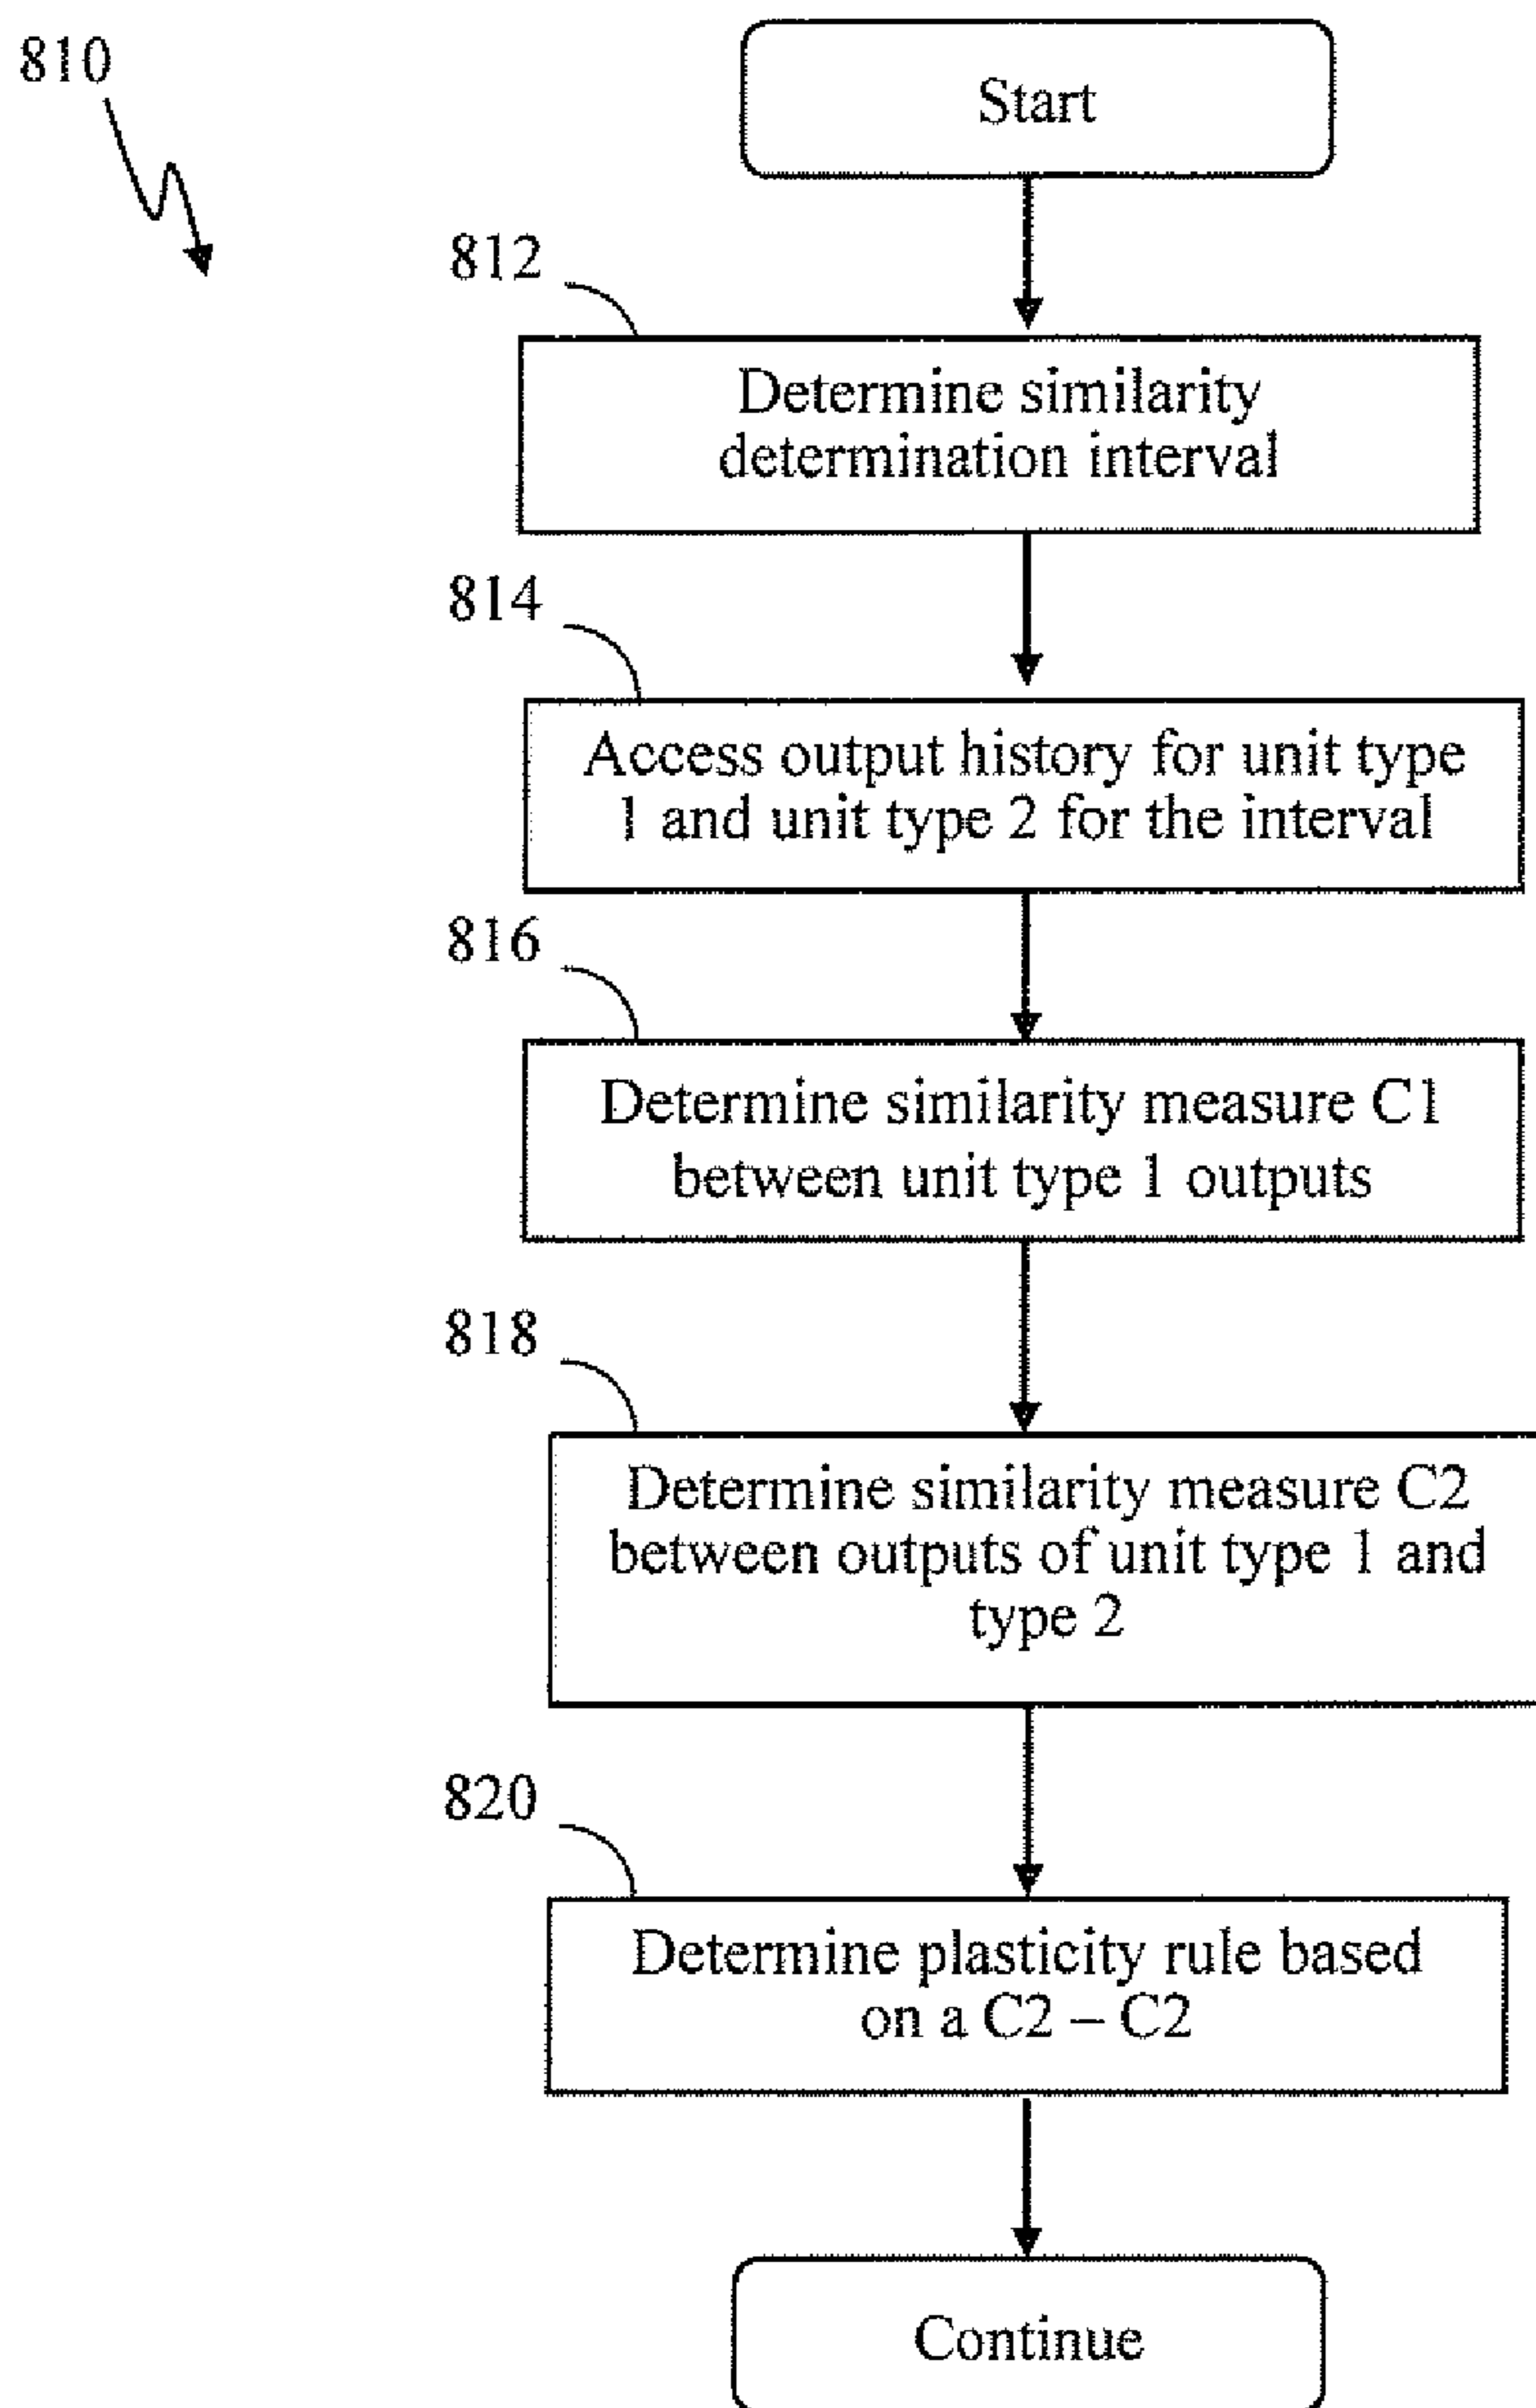 810
Start
812
Determine similarity
determination interval
814
Access output history for unit type
1 and unit type 2 for the interval
816
Determine similarity measure C1
between unit type 1 outputs
818
Determine similarity measure C2
between outputs of unit type 1 and
type 2
820
Determine plasticity rule based
on a C2 – C2
Continue